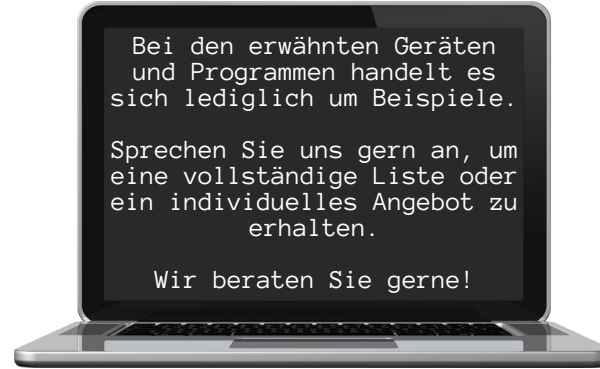 Bei den erwähnten Geräten
und Programmen handelt es
sich lediglich um Beispiele.
Sprechen Sie uns gern an, um
eine vollständige Liste oder
ein individuelles Angebot zu
erhalten.
Wir beraten Sie gerne!